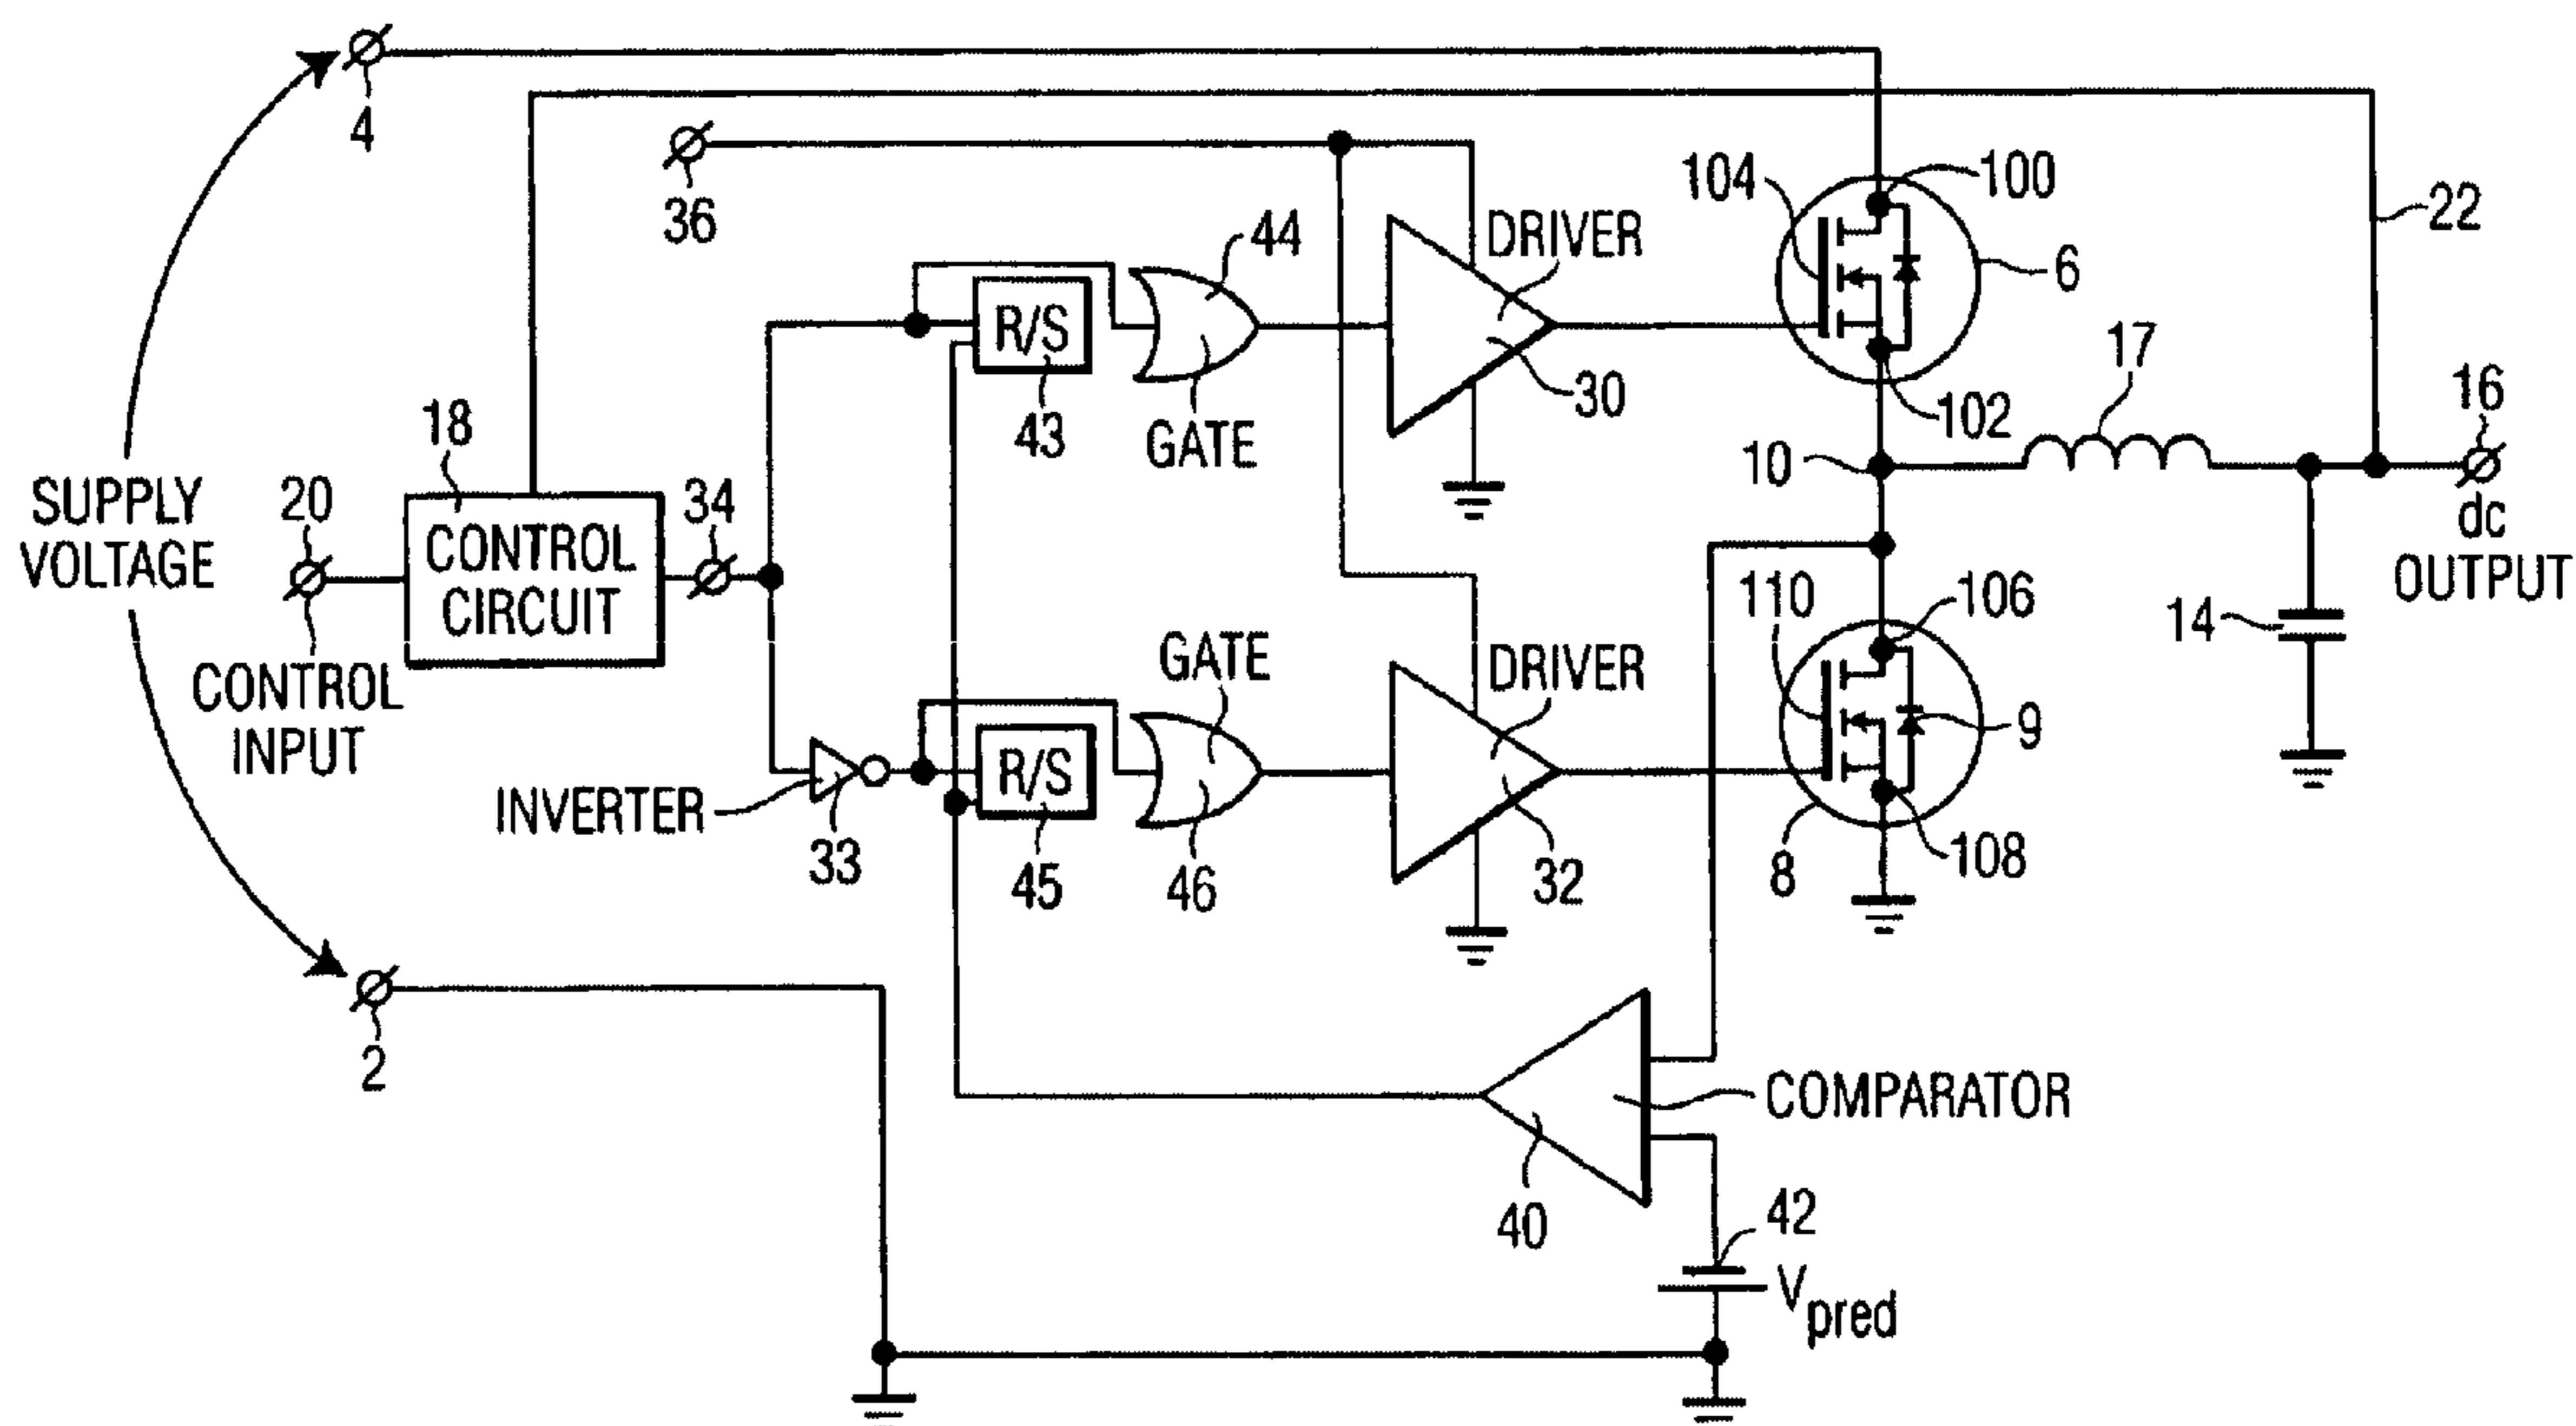 4
36
104
100
44
DRIVER
22
6
R/S
17
30
43
GATE
102
16
18
10
SUPPLY
VOLTAGE
20
34
dc
OUTPUT
CONTROL
CIRCUIT
110
106
14
CONTROL
INPUT
GATE
DRIVER
9
INVERTER
R/S
33
45
46
32
8
108
2
COMPARATOR
40
42
Vpred